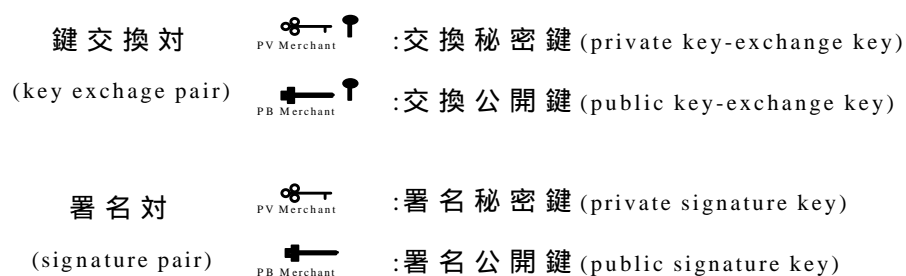 鍵交換対
PV Merchant
:交換秘密鍵(private key-exchange key)
(key exchage pair)
PB Merchant
:交換公開鍵(public key-exchange key)
署名対
PV Merchant
:署名秘密鍵(private signature key)
(signature pair)
PB Merchant
:署名公開鍵(public signature key)